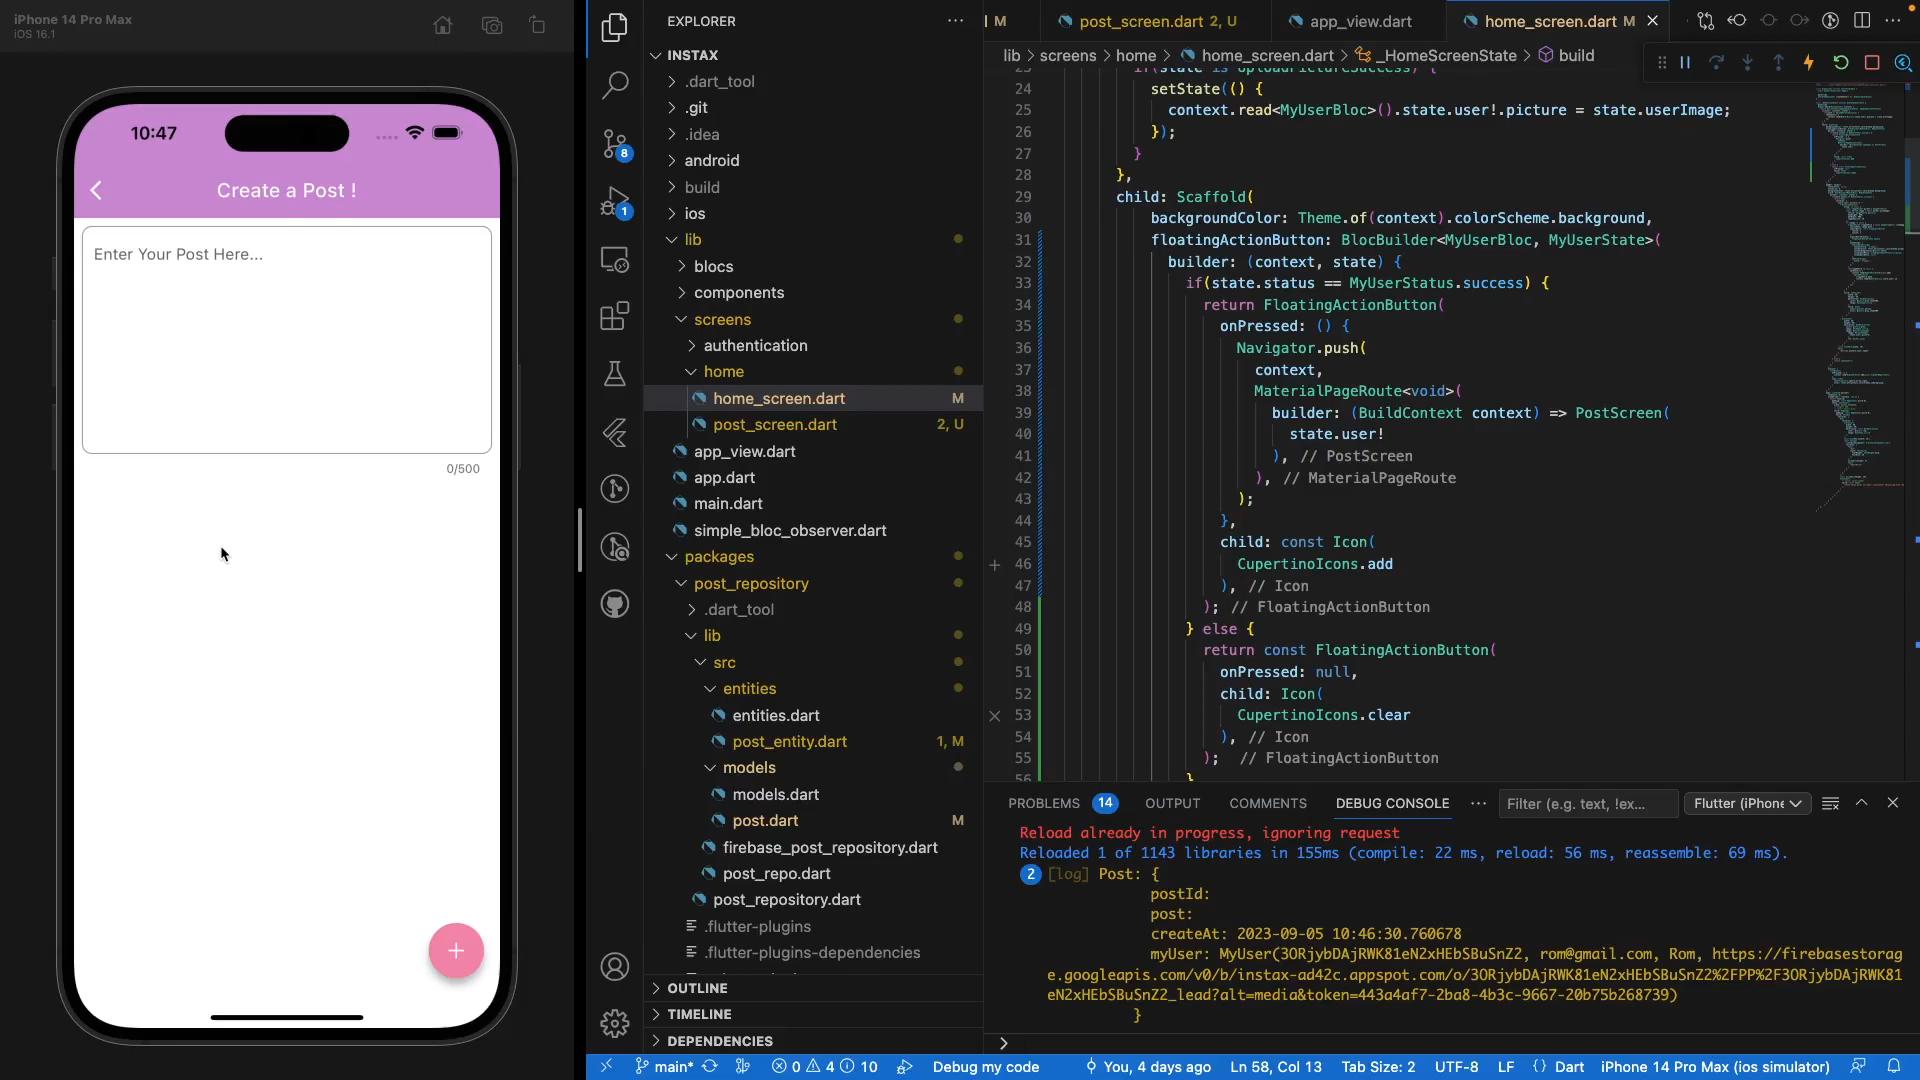 iPhone 14 Pro Max
iOS 16.1
10:47
Create a Post !
Enter Your Post Here...
0/500
EXPLORER
INSTAX
.dart_tool
.git
.idea
android
build
ios
lib
blocs
components
screens
authentication
home
home_screen.dart M
post_screen.dart 2, U
app_view.dart
app.dart
main.dart
simple_bloc_observer.dart
packages
post_repository
.dart_tool
lib
src
entities
entities.dart
post_entity.dart 1, M
models
models.dart
post.dart M
firebase_post_repository.dart
post_repo.dart
post_repository.dart
.flutter-plugins
.flutter-plugins-dependencies
OUTLINE
TIMELINE
DEPENDENCIES
8
1
M post_screen.dart 2, U app_view.dart home_screen.dart M
lib > screens > home > home_screen.dart > _HomeScreenState > build
24 setState(() {
25 context.read<MyUserBloc>().state.user!.picture = state.userImage;
26 });
27 }
28 },
29 child: Scaffold(
30 backgroundColor: Theme.of(context).colorScheme.background,
31 floatingActionButton: BlocBuilder<MyUserBloc, MyUserState>(
32 builder: (context, state) {
33 if(state.status == MyUserStatus.success) {
34 return FloatingActionButton(
35 onPressed: () {
36 Navigator.push(
37 context,
38 MaterialPageRoute<void>(
39 builder: (BuildContext context) => PostScreen(
40 state.user!
41 ), // PostScreen
42 ), // MaterialPageRoute
43 );
44 },
45 child: const Icon(
46 CupertinoIcons.add
47 ), // Icon
48 ); // FloatingActionButton
49 } else {
50 return const FloatingActionButton(
51 onPressed: null,
52 child: Icon(
53 CupertinoIcons.clear
54 ), // Icon
55 ); // FloatingActionButton
56 }
PROBLEMS 14 OUTPUT COMMENTS DEBUG CONSOLE Filter (e.g. text, !ex... Flutter (iPhone
Reload already in progress, ignoring request
Reloaded 1 of 1143 libraries in 155ms (compile: 22 ms, reload: 56 ms, reassemble: 69 ms).
2 [log] Post: {
postId:
post:
createAt: 2023-09-05 10:46:30.760678
myUser: MyUser(3ORjybDAjRWK81eN2xHEbSBuSnZ2, rom@gmail.com, Rom, https://firebasestorag
e.googleapis.com/v0/b/instax-ad42c.appspot.com/o/3ORjybDAjRWK81eN2xHEbSBuSnZ2%2FPP%2F3ORjybDAjRWK81
eN2xHEbSBuSnZ2_lead?alt=media&token=443a4af7-2ba8-4b3c-9667-20b75b268739)
}
main* 0 4 10 Debug my code You, 4 days ago Ln 58, Col 13 Tab Size: 2 UTF-8 LF {} Dart iPhone 14 Pro Max (ios simulator)